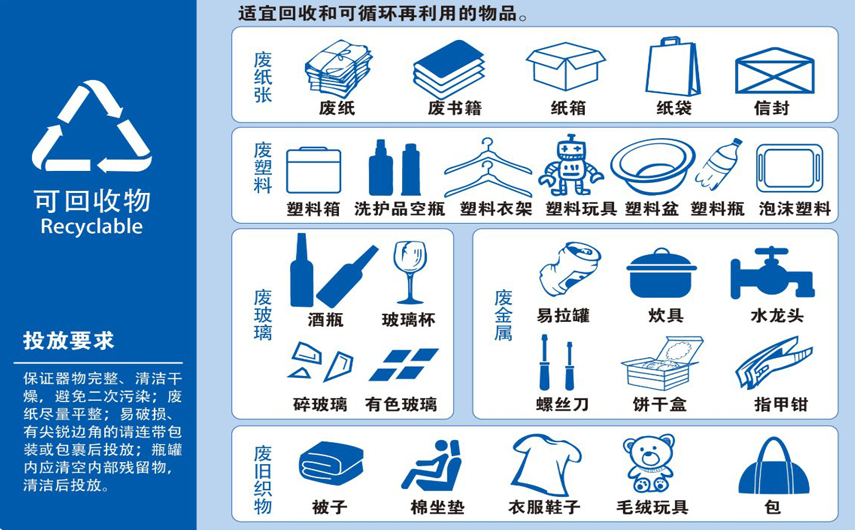 可回收物
Recyclable
投放要求
保证器物完整、清洁干
燥，避免二次污染；废
纸尽量平整；易破损、
有尖锐边角的请连带包
装或包裹后投放；瓶罐
内应清空内部残留物，
清洁后投放。
适宜回收和可循环再利用的物品。
废纸张
废纸 废书籍 纸箱 纸袋 信封
废塑料
塑料箱 洗护品空瓶 塑料衣架 塑料玩具 塑料盆 塑料瓶 泡沫塑料
废玻璃
酒瓶 玻璃杯
碎玻璃 有色玻璃
废金属
易拉罐 炊具 水龙头
螺丝刀 饼干盒 指甲钳
废旧织物
被子 棉坐垫 衣服鞋子 毛绒玩具 包